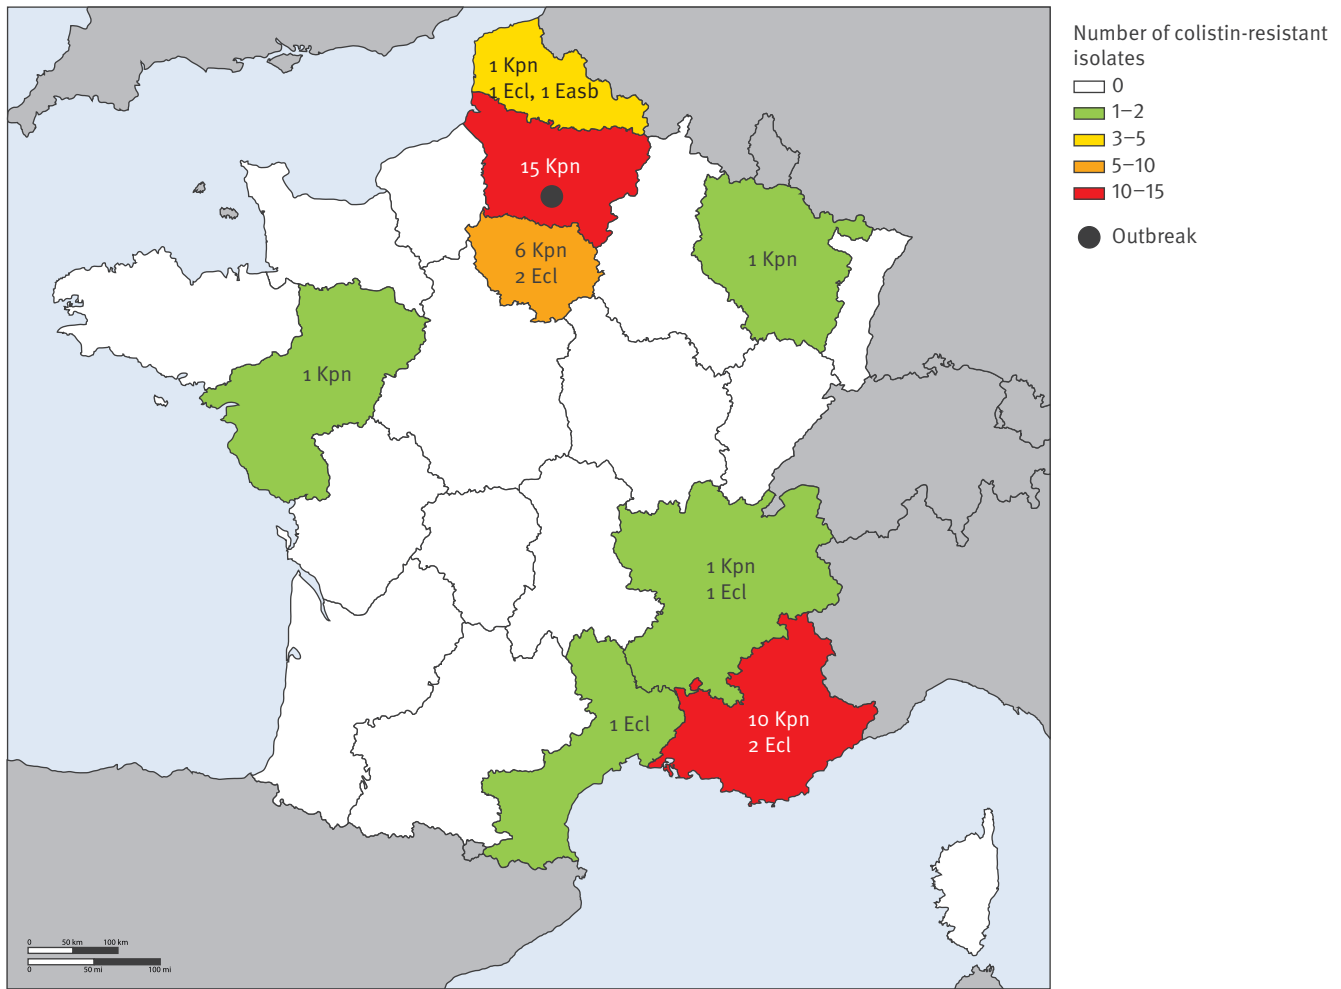 Number of colistin-resistant
isolates
0
1–2
3–5
5–10
10–15
Outbreak
1 Kpn
1 Ecl, 1 Easb
15 Kpn
6 Kpn
2 Ecl
1 Kpn
1 Kpn
1 Kpn
1 Ecl
1 Ecl
10 Kpn
2 Ecl
0 50 km 100 km
0 50 mi 100 mi